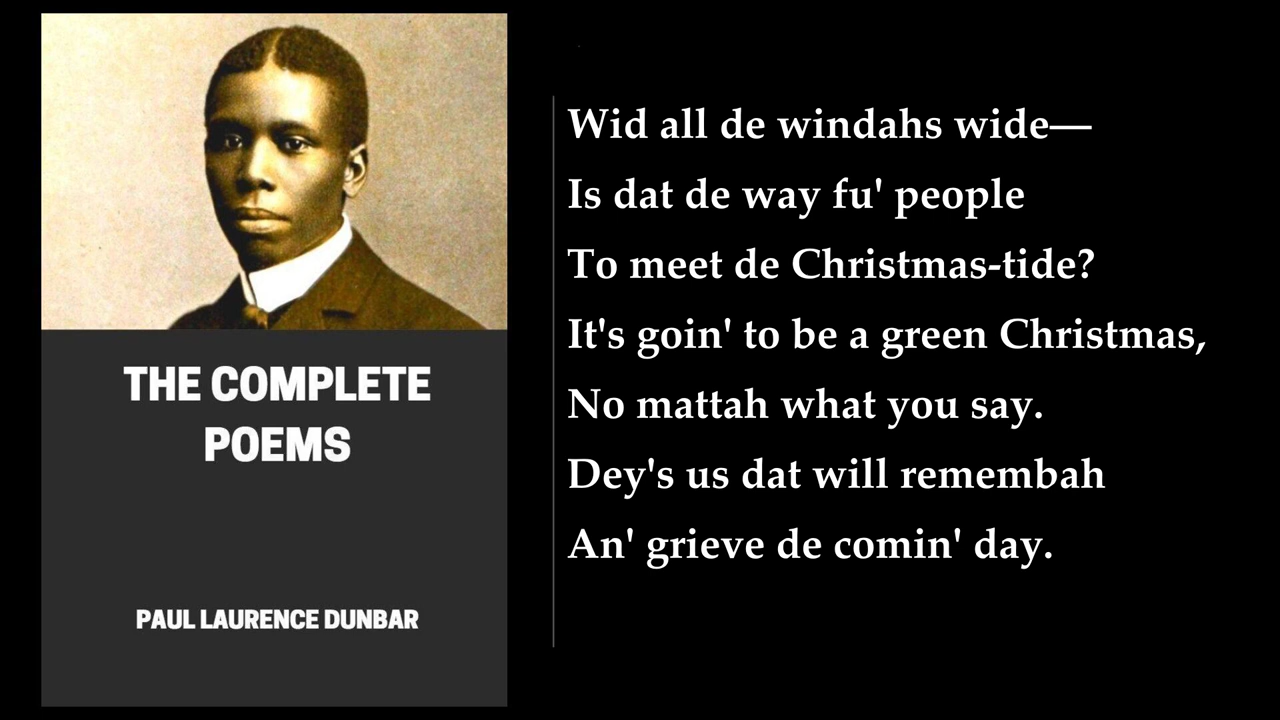 THE COMPLETE
POEMS
PAUL LAURENCE DUNBAR
Wid all de windahs wide—
Is dat de way fu' people
To meet de Christmas-tide?
It's goin' to be a green Christmas,
No mattah what you say.
Dey's us dat will remembah
An' grieve de comin' day.